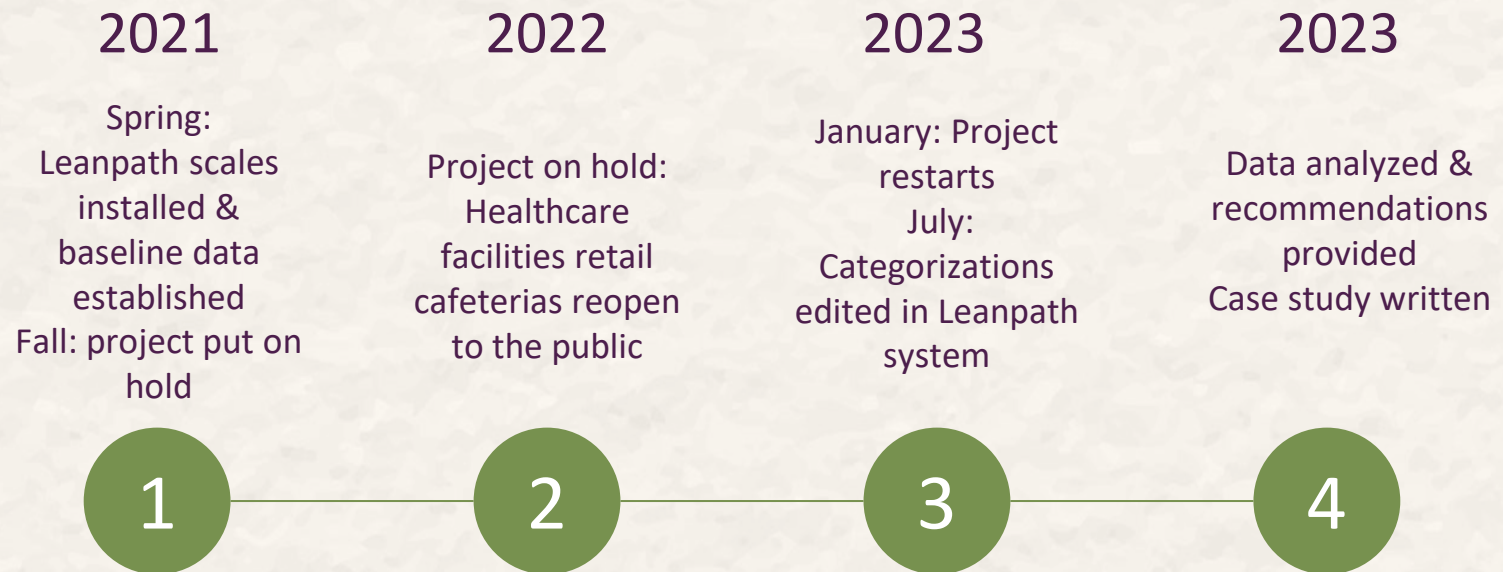 2021
Spring:
Leanpath scales
installed &
baseline data
established
Fall: project put on
hold
1
2022
Project on hold:
Healthcare
facilities retail
cafeterias reopen
to the public
2
2023
January: Project
restarts
July:
Categorizations
edited in Leanpath
system
3
2023
Data analyzed &
recommendations
provided
Case study written
4